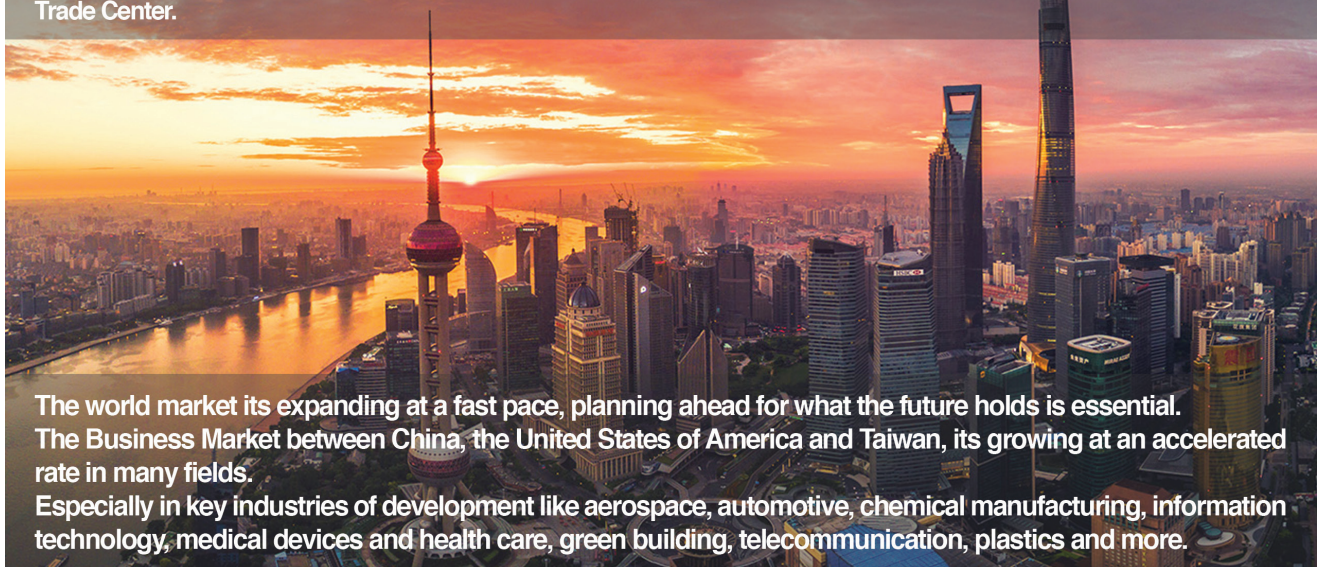 Trade Center.
HSBC
The world market its expanding at a fast pace, planning ahead for what the future holds is essential.
The Business Market between China, the United States of America and Taiwan, its growing at an accelerated
rate in many fields.
Especially in key industries of development like aerospace, automotive, chemical manufacturing, information
technology, medical devices and health care, green building, telecommunication, plastics and more.